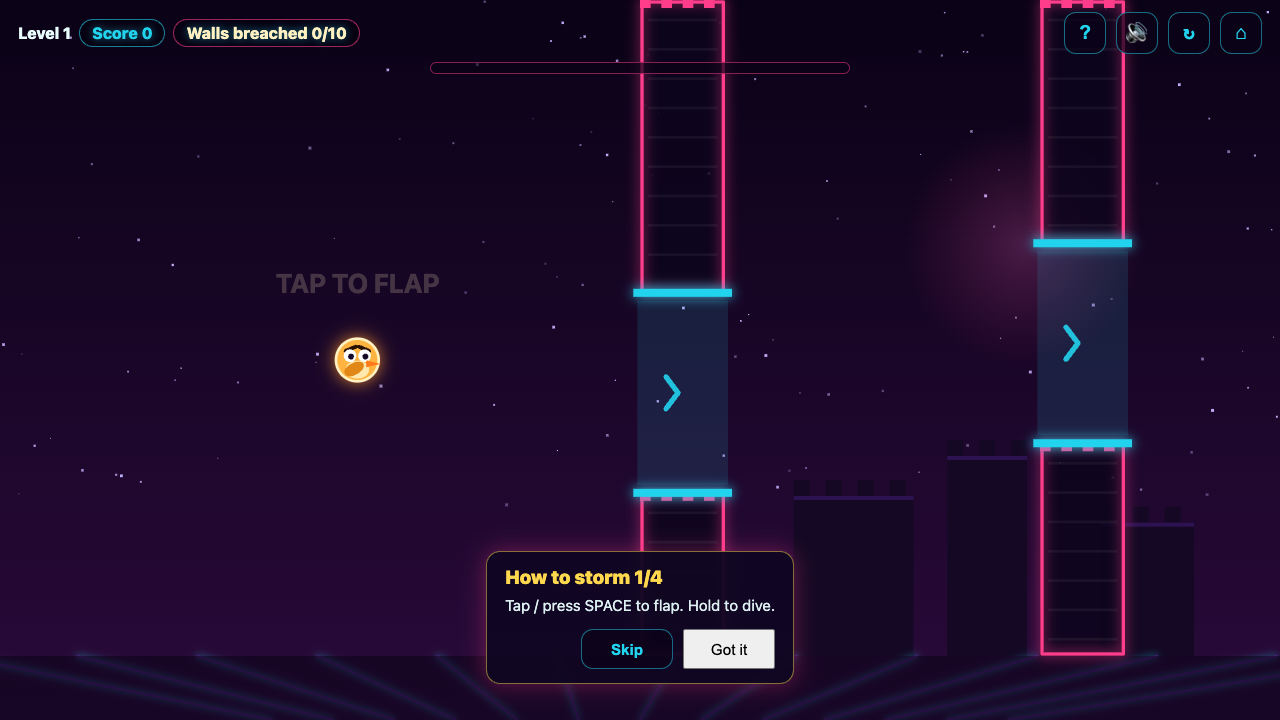 Level 1 Score 0 Walls breached 0/10 ?
TAP TO FLAP
How to storm 1/4
Tap / press SPACE to flap. Hold to dive.
Skip Got it